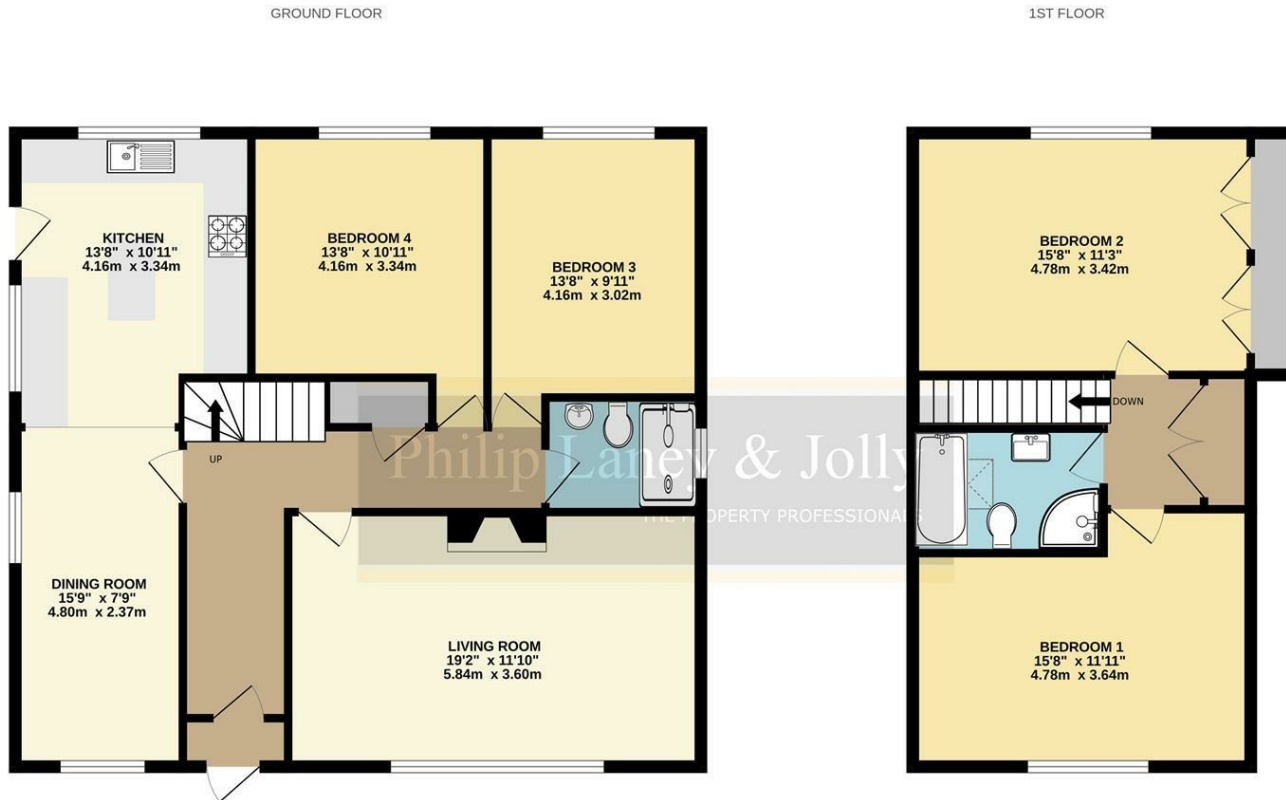 GROUND FLOOR
1ST FLOOR
KITCHEN
13'8" x 10'11"
4.16m x 3.34m
BEDROOM 4
13'8" x 10'11"
4.16m x 3.34m
BEDROOM 3
13'8" x 9'11"
4.16m x 3.02m
BEDROOM 2
15'8" x 11'3"
4.78m x 3.42m
DOWN
UP
Philip Laney & Jolly
THE PROPERTY PROFESSIONALS
DINING ROOM
15'9" x 7'9"
4.80m x 2.37m
LIVING ROOM
19'2" x 11'10"
5.84m x 3.60m
BEDROOM 1
15'8" x 11'11"
4.78m x 3.64m